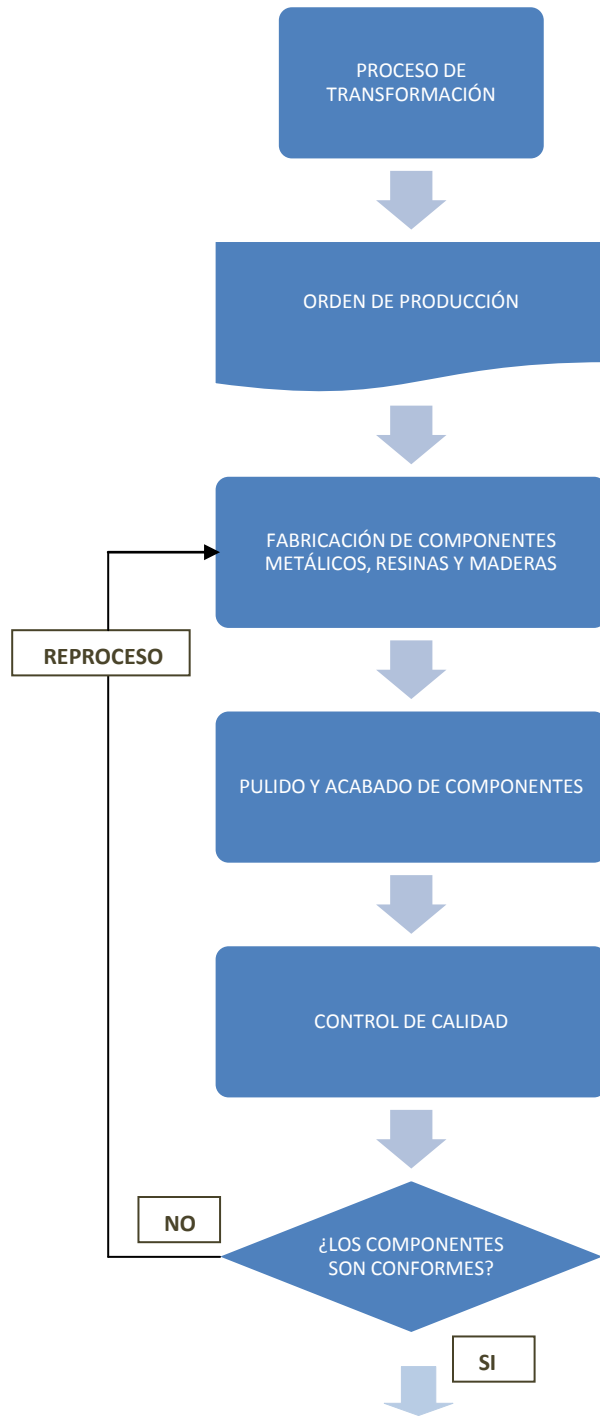 PROCESO DE
TRANSFORMACIÓN
ORDEN DE PRODUCCIÓN
FABRICACIÓN DE COMPONENTES
METÁLICOS, RESINAS Y MADERAS
REPROCESO
PULIDO Y ACABADO DE COMPONENTES
CONTROL DE CALIDAD
NO
¿LOS COMPONENTES
SON CONFORMES?
SI